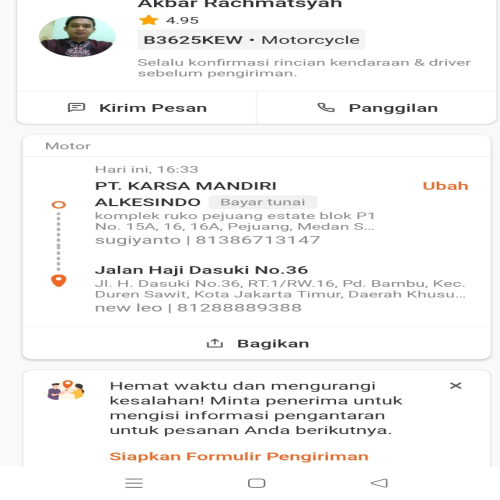 Akbar Rachmatsyah
4.95
B3625KEW • Motorcycle
Selalu konfirmasi rincian kendaraan & driver
sebelum pengiriman.
Kirim Pesan
Panggilan
Motor
Hari ini, 16:33
PT. KARSA MANDIRI
Ubah
ALKESINDO Bayar tunai
komplek ruko pejuang estate blok P1
No. 15A, 16, 16A, Pejuang, Medan S...
sugiyanto | 81386713147
Jalan Haji Dasuki No.36
Jl. H. Dasuki No.36, RT.1/RW.16, Pd. Bambu, Kec.
Duren Sawit, Kota Jakarta Timur, Daerah Khusu...
new leo | 81288889388
Bagikan
Hemat waktu dan mengurangi
kesalahan! Minta penerima untuk
mengisi informasi pengantaran
untuk pesanan Anda berikutnya.
Siapkan Formulir Pengiriman